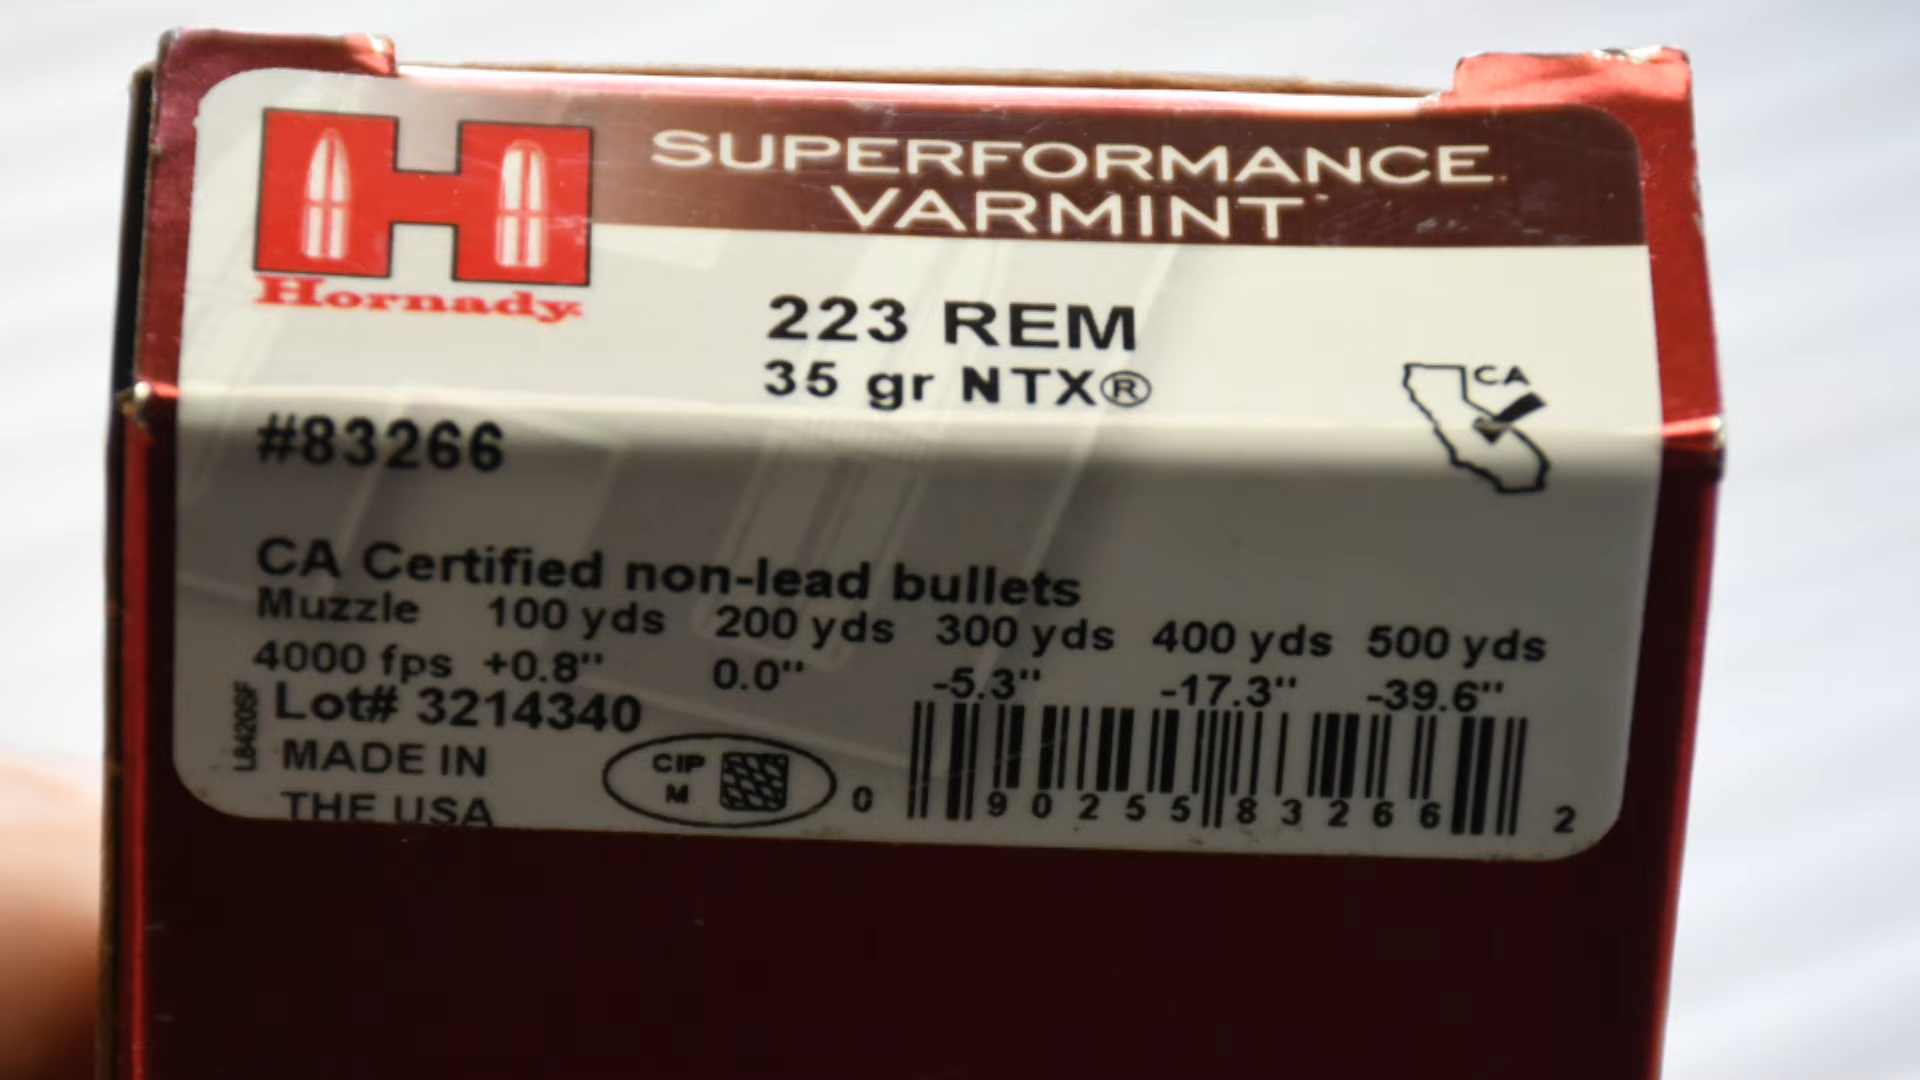 SUPERFORMANCE
VARMINT™
Hornady
223 REM
35 gr NTX®
CA
#83266
CA Certified non-lead bullets
Muzzle 100 yds 200 yds 300 yds 400 yds 500 yds
4000 fps +0.8" 0.0" -5.3" -17.3" -39.6"
Lot# 3214340
L8420SF
MADE IN
THE USA
CIP
M
0 90255 83266 2